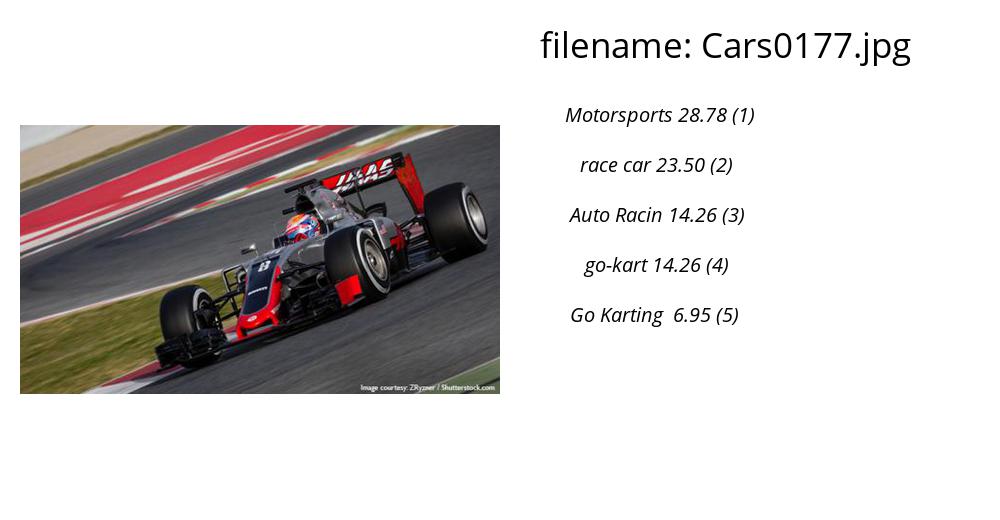 filename: Cars0177.jpg
Motorsports 28.78 (1)
race car 23.50 (2)
Auto Racin 14.26 (3)
go-kart 14.26 (4)
Go Karting 6.95 (5)
HAAS
8
Image courtesy: ZRyzner / Shutterstock.com